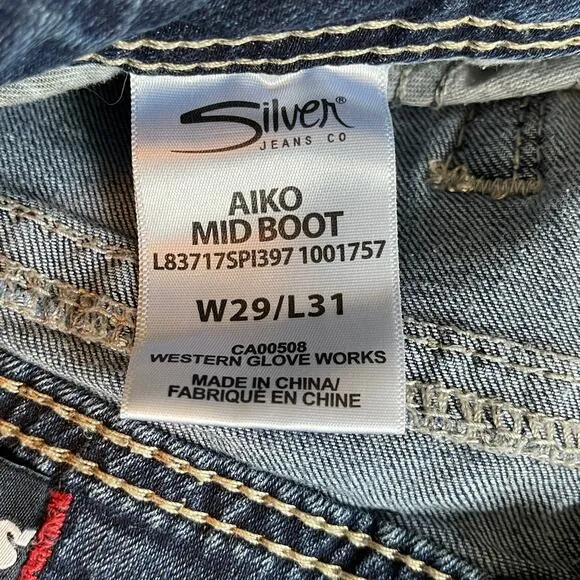 Silver®
JEANS CO
AIKO
MID BOOT
L83717SPI397 1001757
W29/L31
CA00508
WESTERN GLOVE WORKS
MADE IN CHINA/
FABRIQUÉ EN CHINE